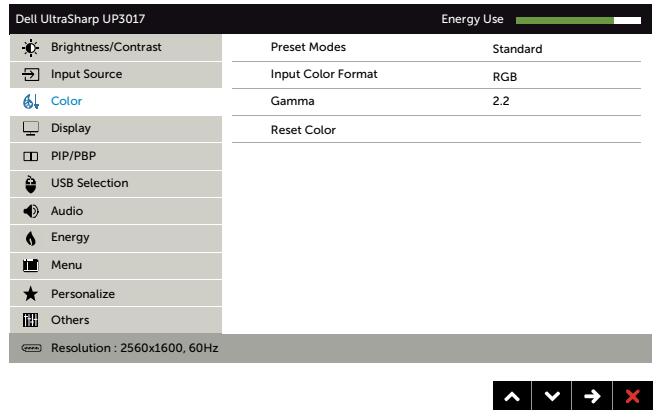 Dell UltraSharp UP3017 Energy Use
Brightness/Contrast Preset Modes Standard
Input Source Input Color Format RGB
Color Gamma 2.2
Display Reset Color
PIP/PBP
USB Selection
Audio
Energy
Menu
Personalize
Others
Resolution : 2560x1600, 60Hz